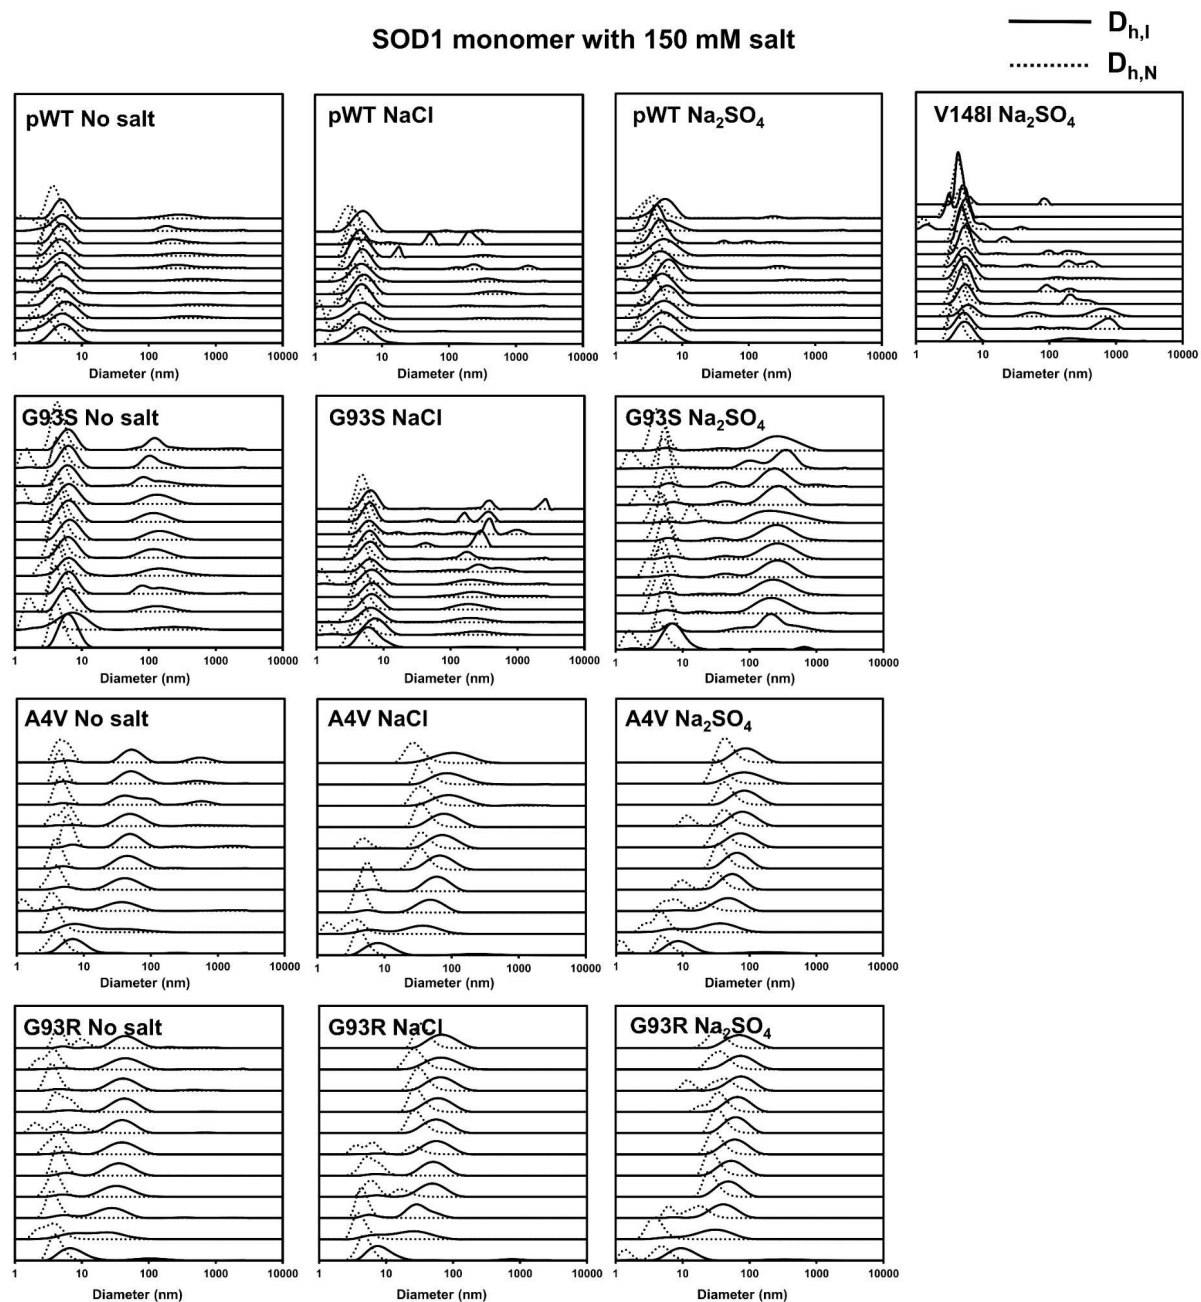 SOD1 monomer with 150 mM salt
D_h,I
D_h,N
pWT No salt
pWT NaCl
pWT Na₂SO₄
V148I Na₂SO₄
1 10 100 1000 10000
1 10 100 1000 10000
1 10 100 1000 10000
1 10 100 1000 10000
Diameter (nm)
Diameter (nm)
Diameter (nm)
Diameter (nm)
G93S No salt
G93S NaCl
G93S Na₂SO₄
1 10 100 1000 10000
1 10 100 1000 10000
1 10 100 1000 10000
Diameter (nm)
Diameter (nm)
Diameter (nm)
A4V No salt
A4V NaCl
A4V Na₂SO₄
1 10 100 1000 10000
1 10 100 1000 10000
1 10 100 1000 10000
Diameter (nm)
Diameter (nm)
Diameter (nm)
G93R No salt
G93R NaCl
G93R Na₂SO₄
1 10 100 1000 10000
1 10 100 1000 10000
1 10 100 1000 10000
Diameter (nm)
Diameter (nm)
Diameter (nm)